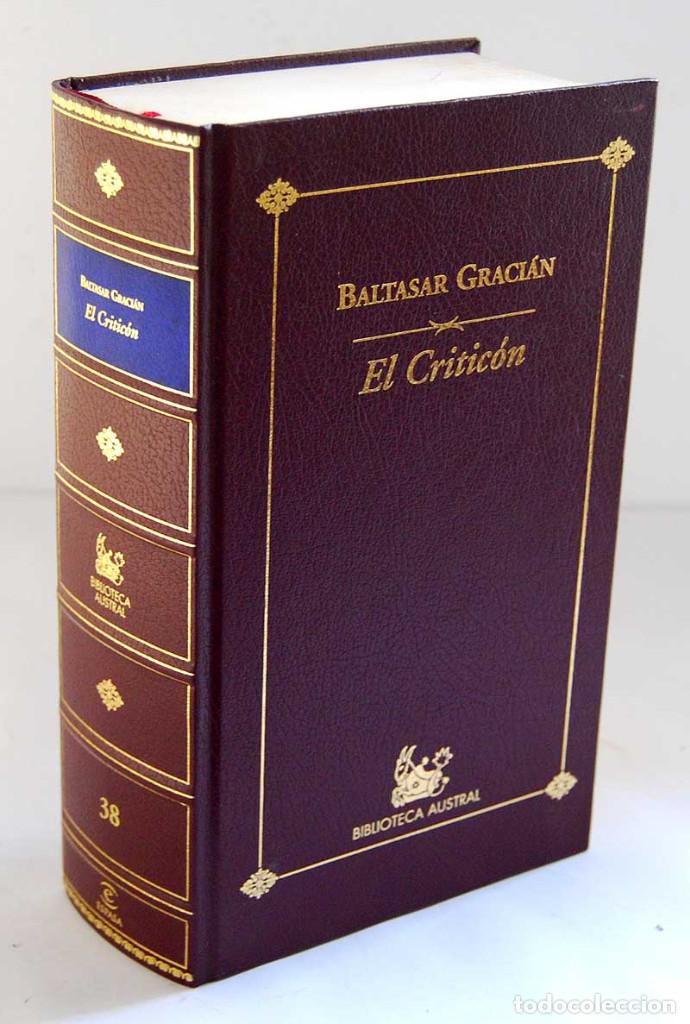 BALTASAR GRACIÁN
El Criticón
BIBLIOTECA
AUSTRAL
38
ESPASA
BALTASAR GRACIÁN
El Criticón
BIBLIOTECA AUSTRAL
todocoleccion